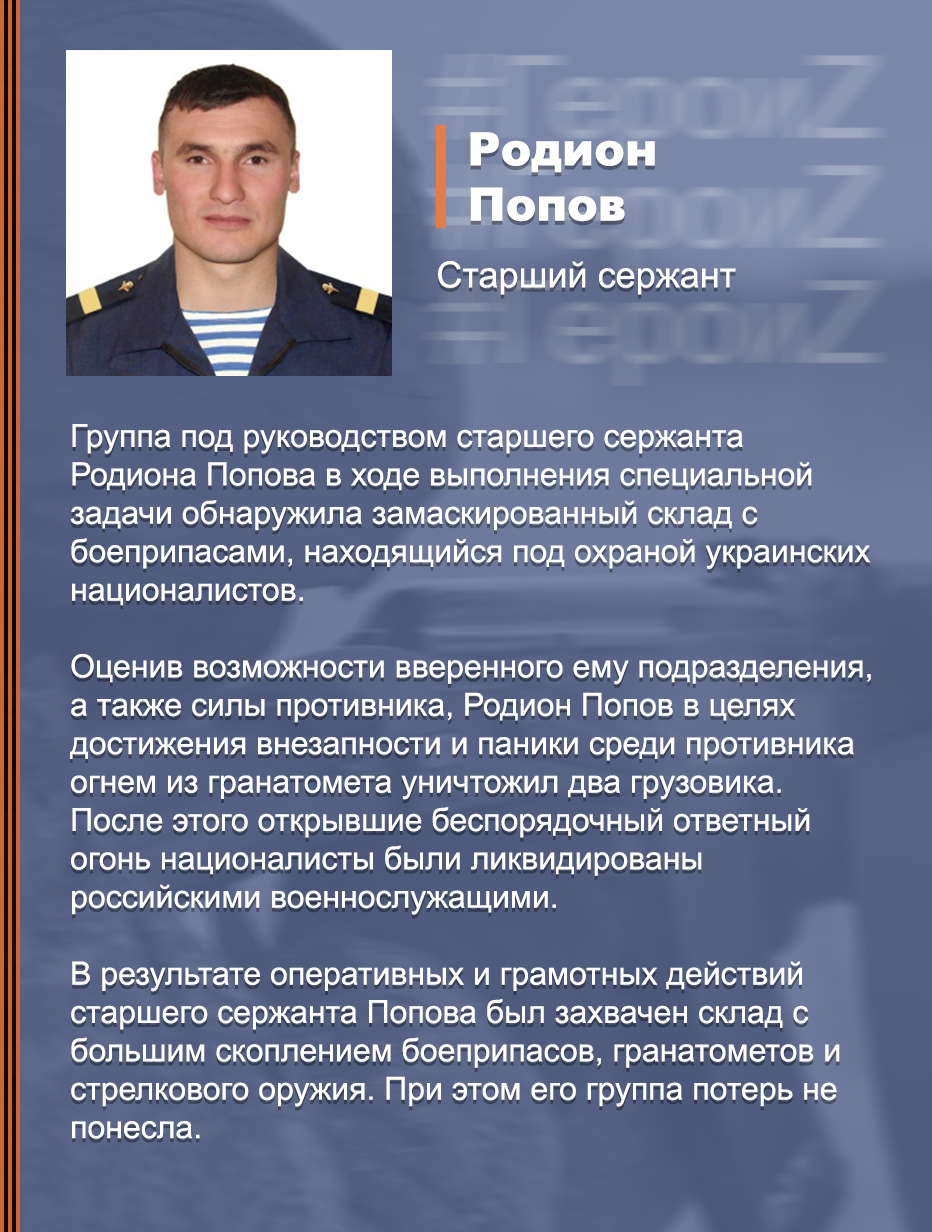 #ГероиZ
Родион
#ГероиZ
Попов
Старший сержант
#ГероиZ
Группа под руководством старшего сержанта
Родиона Попова в ходе выполнения специальной
задачи обнаружила замаскированный склад с
боеприпасами, находящийся под охраной украинских
националистов.
Оценив возможности вверенного ему подразделения,
а также силы противника, Родион Попов в целях
достижения внезапности и паники среди противника
огнем из гранатомета уничтожил два грузовика.
После этого открывшие беспорядочный ответный
огонь националисты были ликвидированы
российскими военнослужащими.
В результате оперативных и грамотных действий
старшего сержанта Попова был захвачен склад с
большим скоплением боеприпасов, гранатометов и
стрелкового оружия. При этом его группа потерь не
понесла.